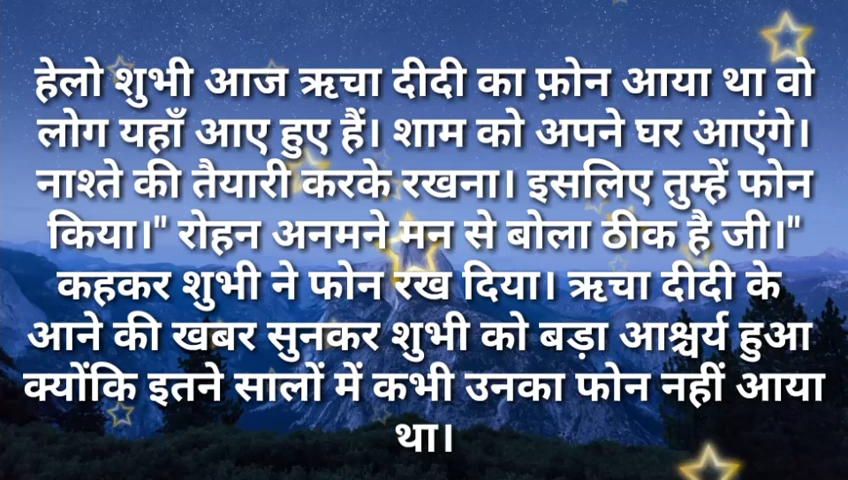 हेलो शुभी आज ऋचा दीदी का फ़ोन आया था वो
लोग यहाँ आए हुए हैं। शाम को अपने घर आएंगे।
नाश्ते की तैयारी करके रखना। इसलिए तुम्हें फोन
किया।" रोहन अनमने मन से बोला ठीक है जी।"
कहकर शुभी ने फोन रख दिया। ऋचा दीदी के
आने की खबर सुनकर शुभी को बड़ा आश्चर्य हुआ
क्योंकि इतने सालों में कभी उनका फोन नहीं आया
था।